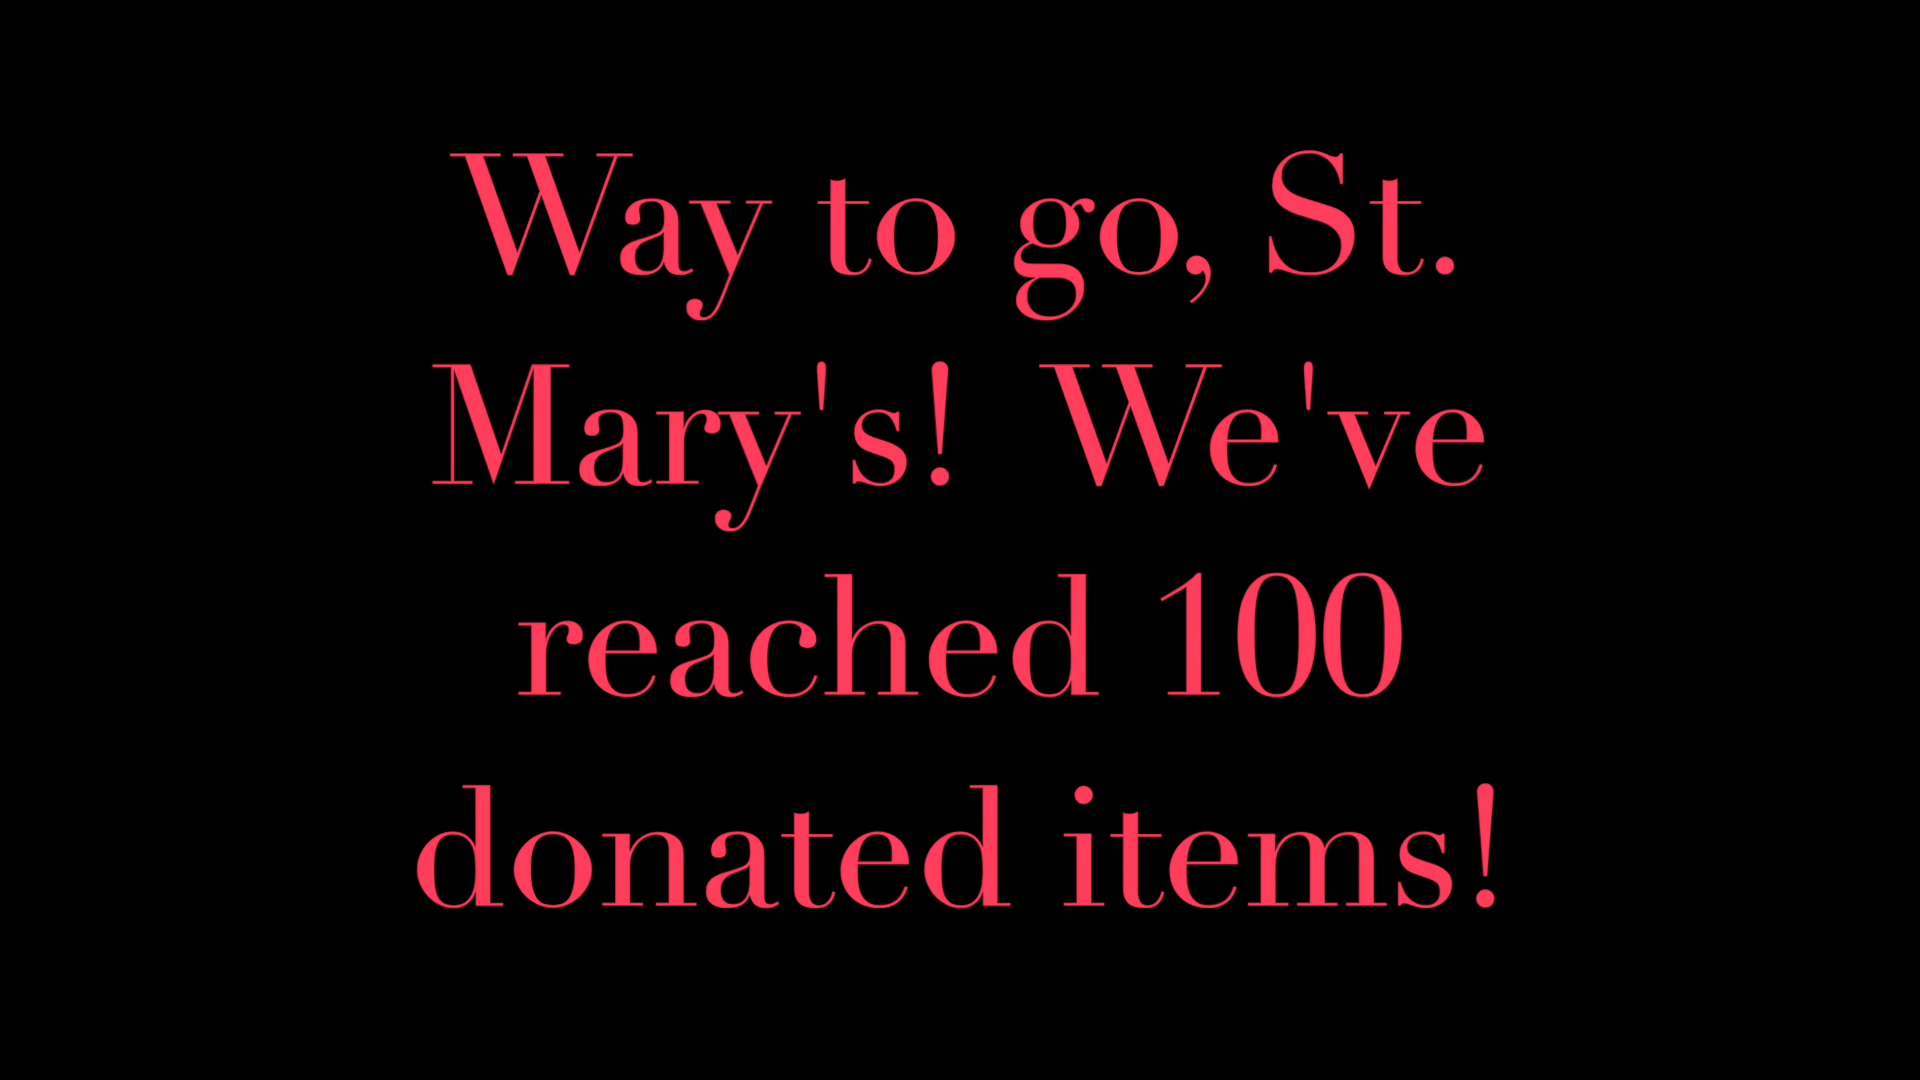 Way to go, St.
Mary's!  We've
reached 100
donated items!